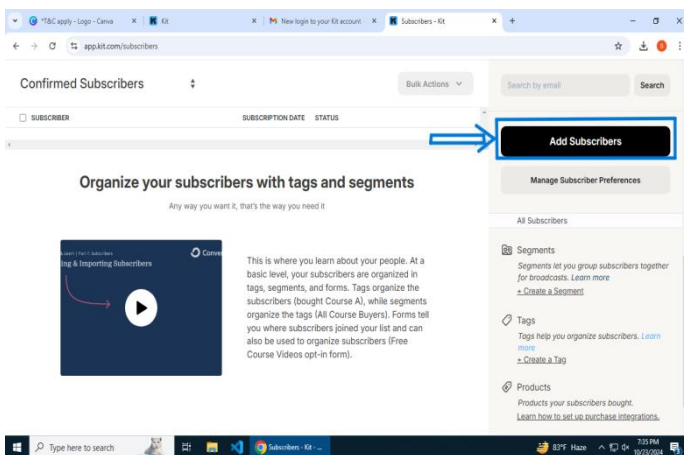 *T&C apply - Logo - Canva
Kit
New login to your Kit account
Subscribers - Kit
app.kit.com/subscribers
Confirmed Subscribers
Bulk Actions
Search by email
Search
SUBSCRIBER
SUBSCRIPTION DATE
STATUS
Add Subscribers
Manage Subscriber Preferences
Organize your subscribers with tags and segments
Any way you want it, that's the way you need it
All Subscribers
Conver
ing & Importing Subscribers
This is where you learn about your people. At a
basic level, your subscribers are organized in
tags, segments, and forms. Tags organize the
subscribers (bought Course A), while segments
organize the tags (All Course Buyers). Forms tell
you where subscribers joined your list and can
also be used to organize subscribers (Free
Course Videos opt-in form).
Segments
Segments let you group subscribers together
for broadcasts. Learn more
+ Create a Segment
Tags
Tags help you organize subscribers. Learn
more
+ Create a Tag
Products
Products your subscribers bought.
Learn how to set up purchase integrations.
Type here to search
Subscribers - Kit - ...
83°F Haze
7:35 PM
10/23/2024